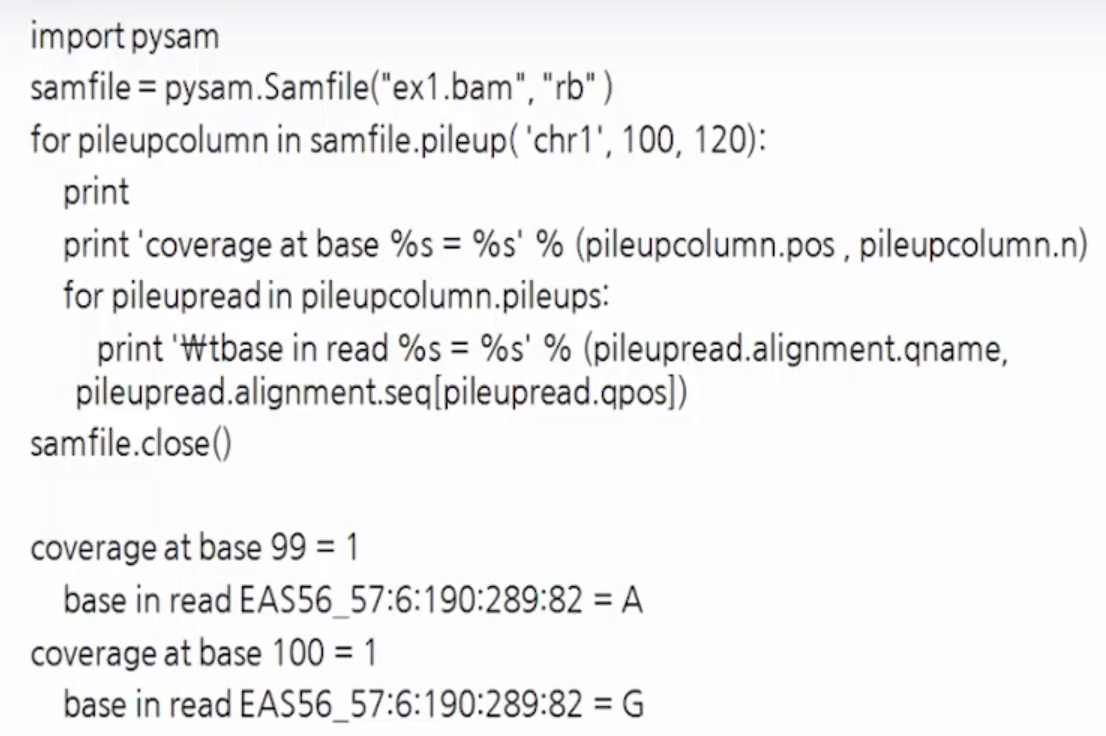 import pysam
samfile = pysam.Samfile("ex1.bam", "rb" )
for pileupcolumn in samfile.pileup( 'chr1', 100, 120):
    print
    print 'coverage at base %s = %s' % (pileupcolumn.pos , pileupcolumn.n)
    for pileupread in pileupcolumn.pileups:
        print '₩tbase in read %s = %s' % (pileupread.alignment.qname,
     pileupread.alignment.seq[pileupread.qpos])
samfile.close()

coverage at base 99 = 1
    base in read EAS56_57:6:190:289:82 = A
coverage at base 100 = 1
    base in read EAS56_57:6:190:289:82 = G